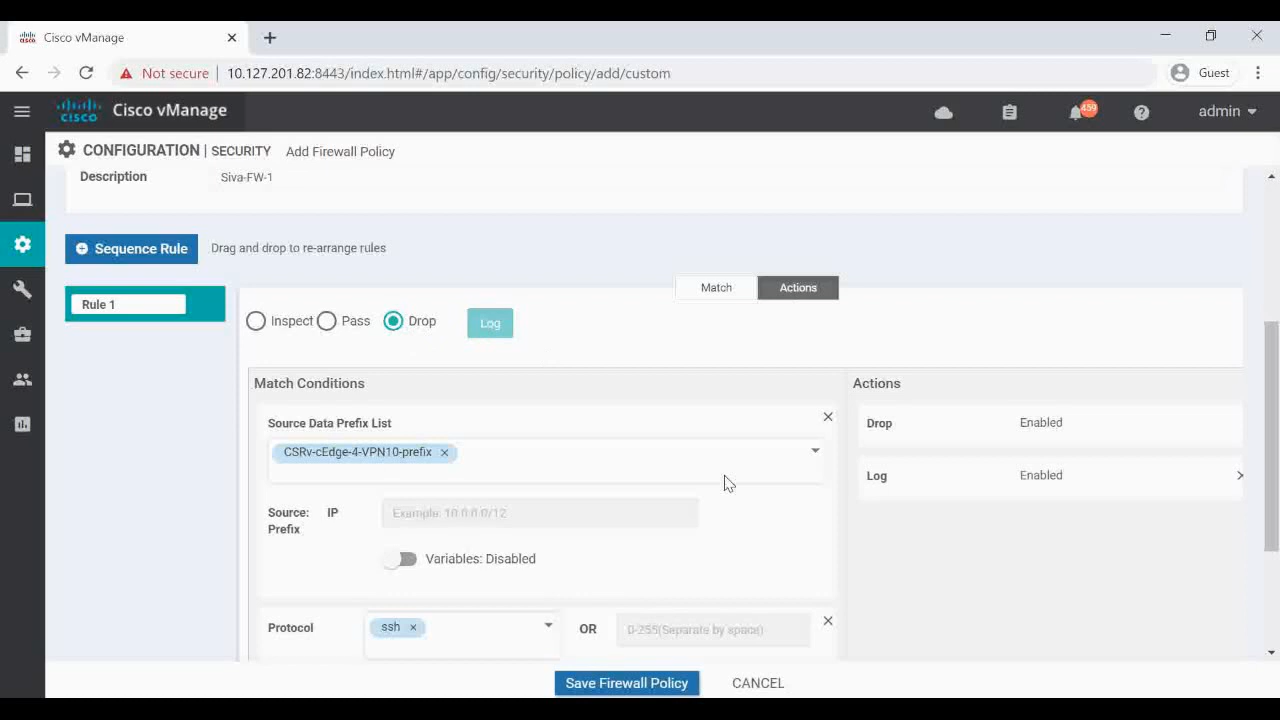 Cisco vManage
Not secure | 10.127.201.82:8443/index.html#/app/config/security/policy/add/custom
Guest
cisco Cisco vManage
459
admin
CONFIGURATION | SECURITY Add Firewall Policy
Description Siva-FW-1
Sequence Rule Drag and drop to re-arrange rules
Match Actions
Rule 1
Inspect Pass Drop Log
Match Conditions Actions
Source Data Prefix List
Drop Enabled
CSRv-cEdge-4-VPN10-prefix ×
Log Enabled
Source: IP Example: 10.0.0.0/12
Prefix
Variables: Disabled
Protocol ssh × OR 0-255(Separate by space)
Save Firewall Policy CANCEL